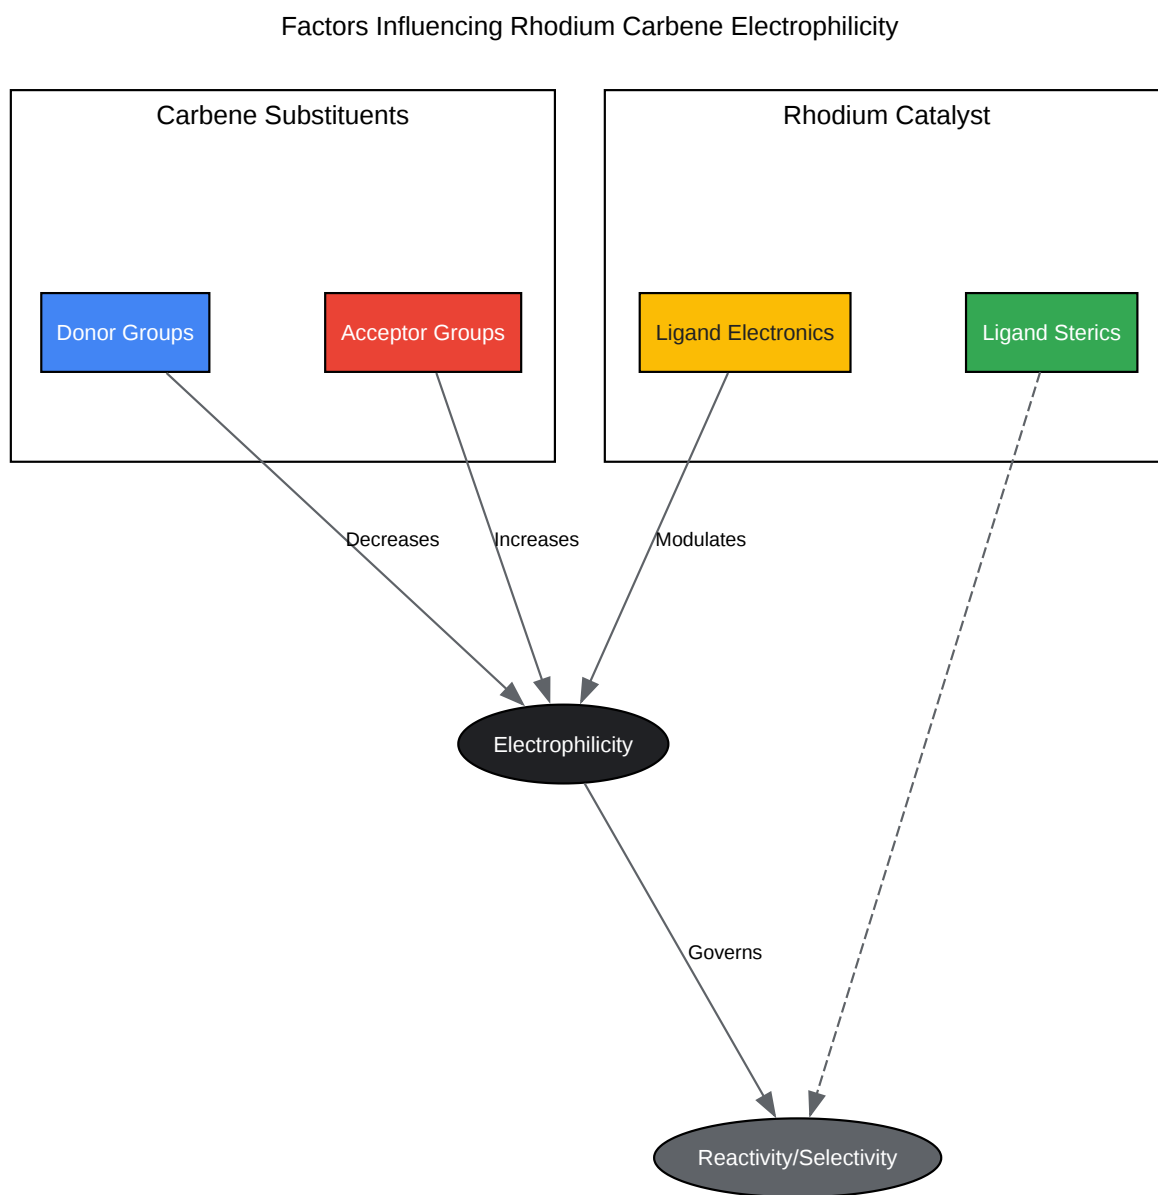 Factors Influencing Rhodium Carbene Electrophilicity
Carbene Substituents
Rhodium Catalyst
Donor Groups
Acceptor Groups
Ligand Electronics
Ligand Sterics
Decreases
Increases
Modulates
Electrophilicity
Governs
Reactivity/Selectivity